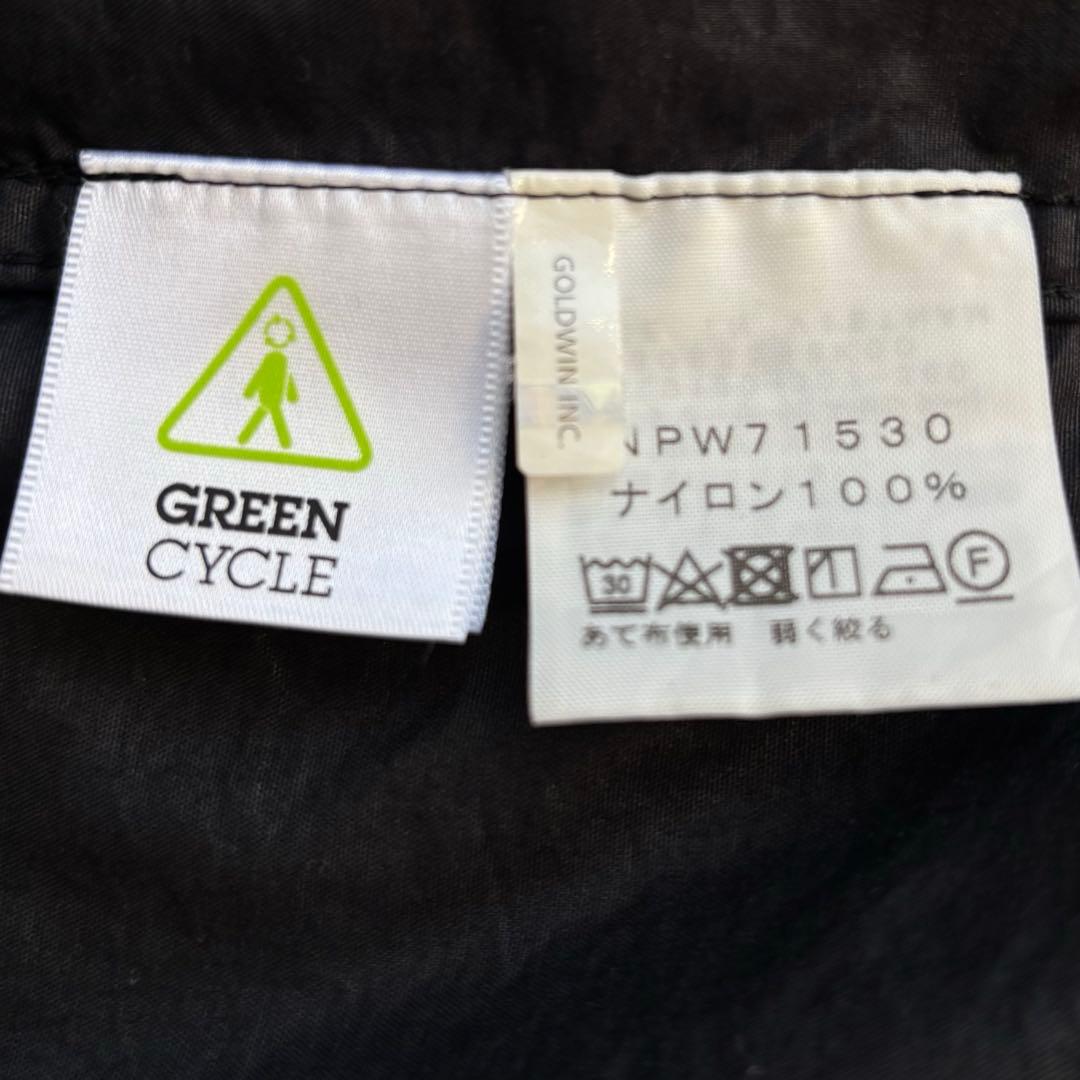 GREEN
CYCLE
GOLDWIN INC.
NPW71530
ナイロン100%
30
F
あて布使用 弱く絞る